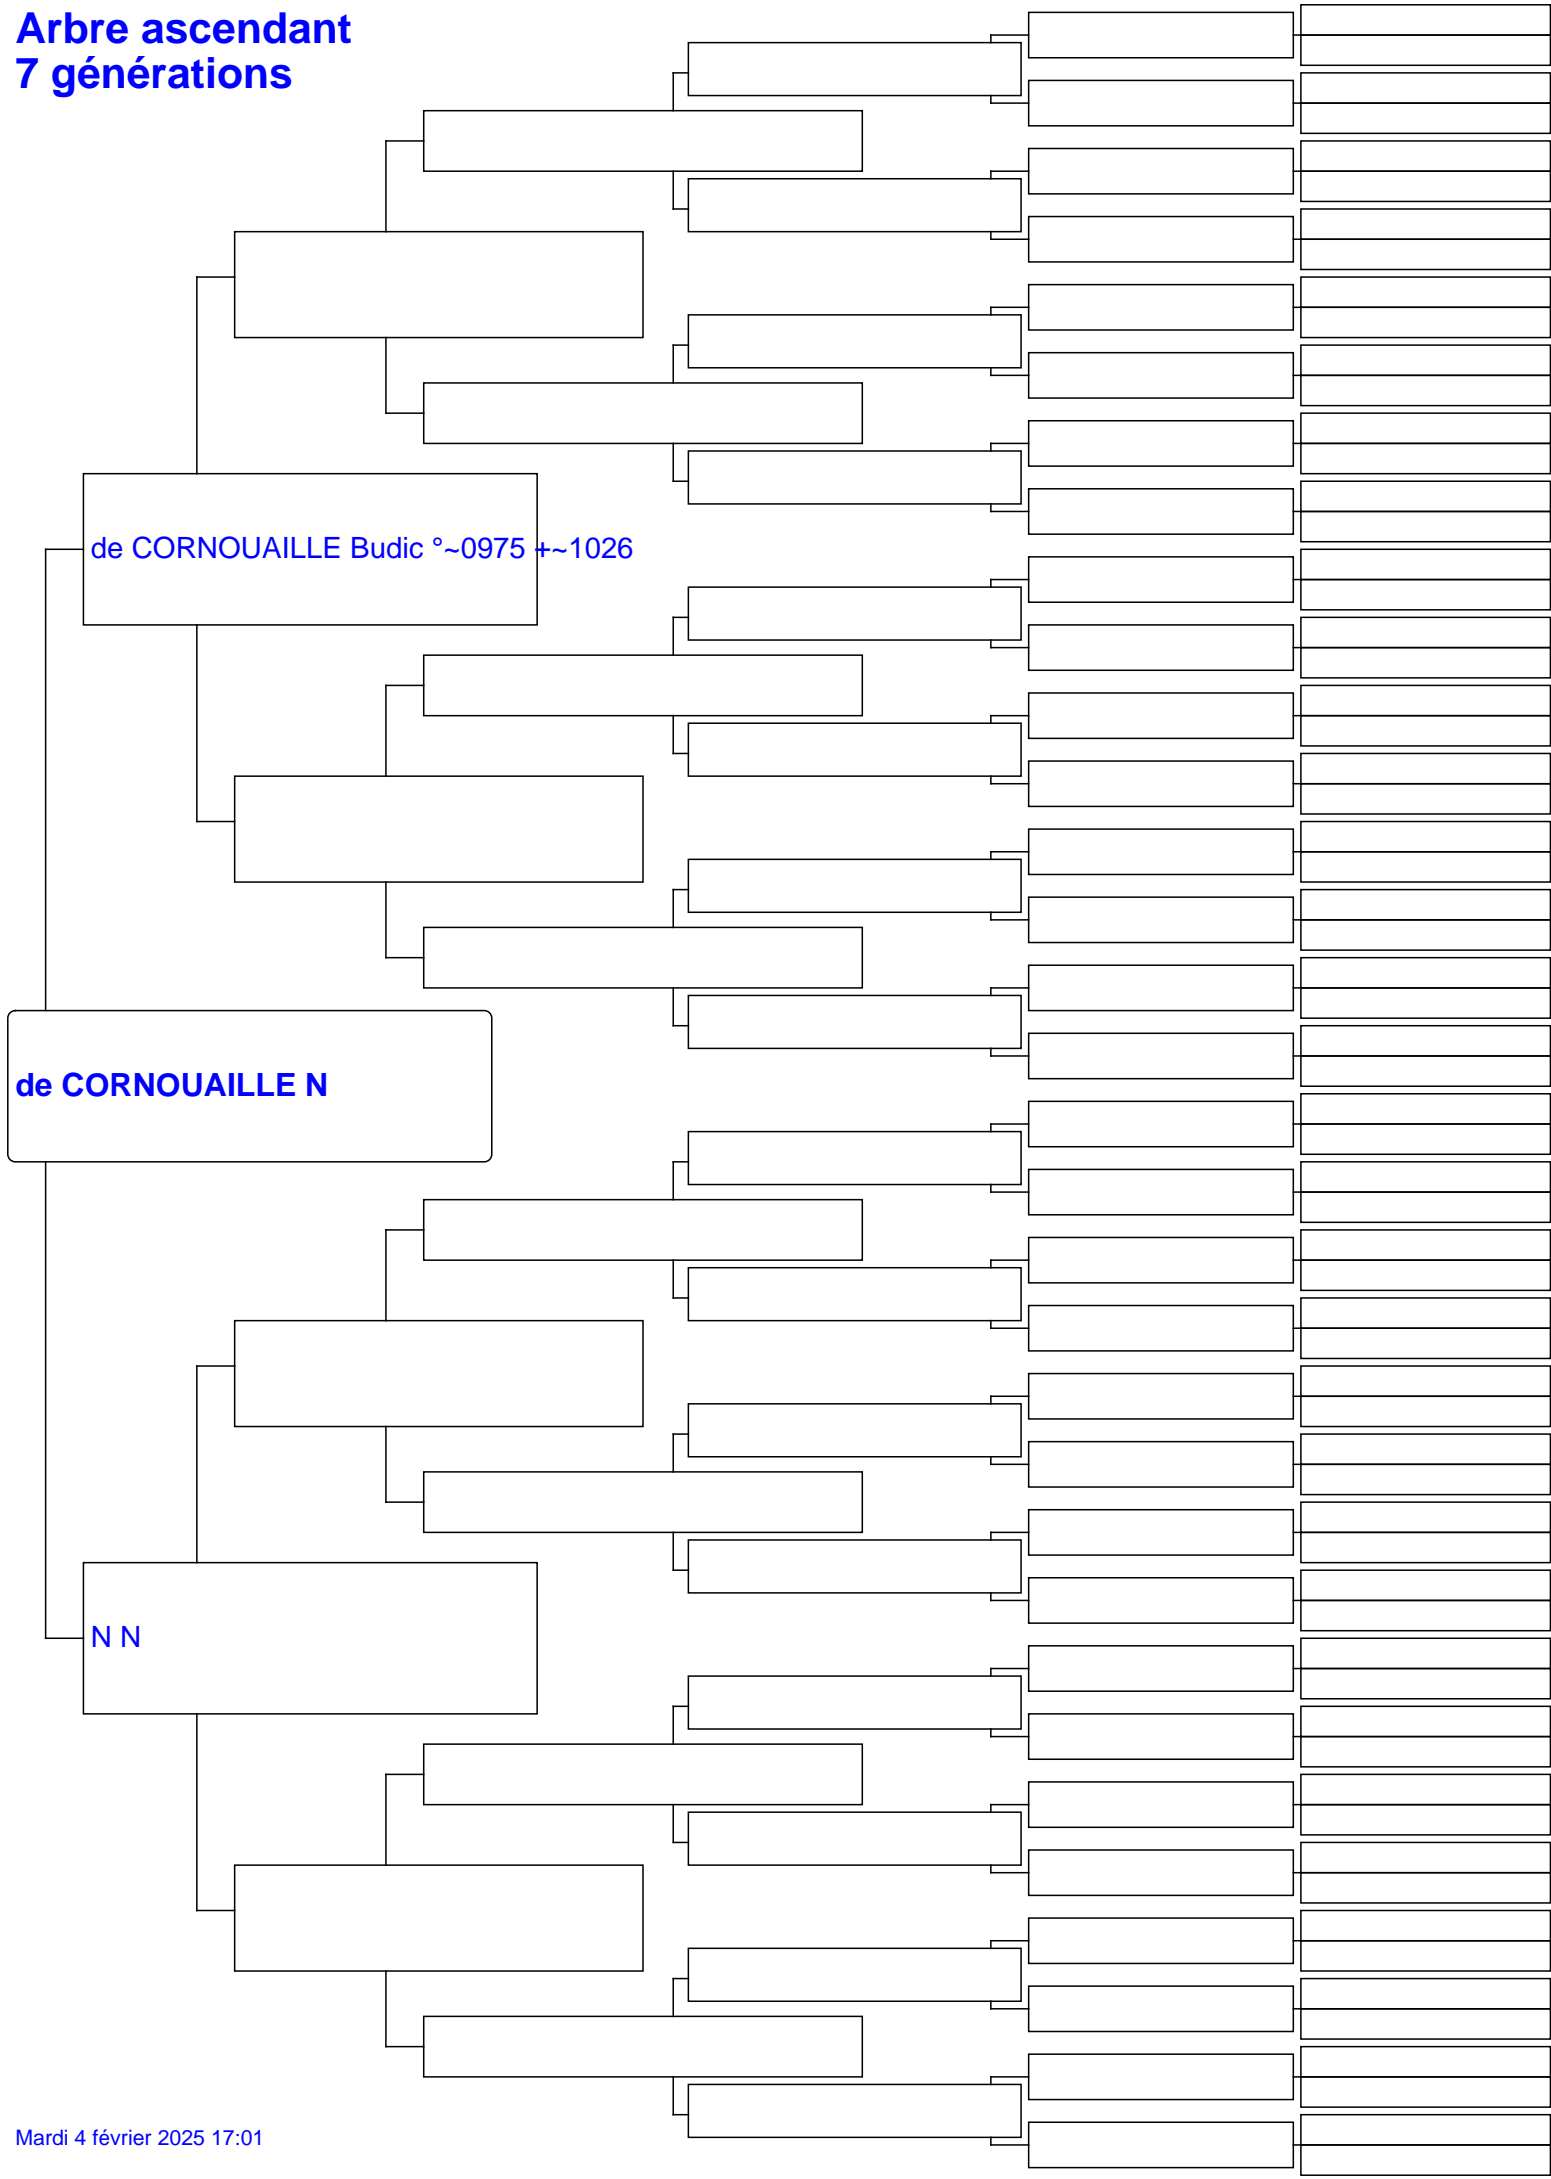 Arbre ascendant
7 générations
de CORNOUAILLE Budic °~0975 +~1026
de CORNOUAILLE N
N N
Mardi 4 février 2025 17:01